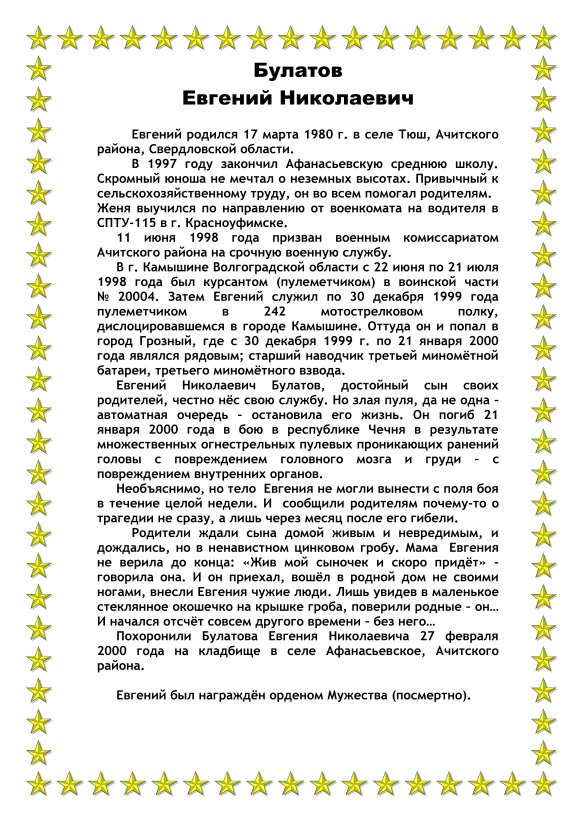 Булатов
Евгений Николаевич
Евгений родился 17 марта 1980 г. в селе Тюш, Ачитского
района, Свердловской области.
В 1997 году закончил Афанасьевскую среднюю школу.
Скромный юноша не мечтал о неземных высотах. Привычный к
сельскохозяйственному труду, он во всем помогал родителям.
Женя выучился по направлению от военкомата на водителя в
СПТУ-115 в г. Красноуфимске.
11 июня 1998 года призван военным комиссариатом
Ачитского района на срочную военную службу.
В г. Камышине Волгоградской области с 22 июня по 21 июля
1998 года был курсантом (пулеметчиком) в воинской части
№ 20004. Затем Евгений служил по 30 декабря 1999 года
пулеметчиком в 242 мотострелковом полку,
дислоцировавшемся в городе Камышине. Оттуда он и попал в
город Грозный, где с 30 декабря 1999 г. по 21 января 2000
года являлся рядовым; старший наводчик третьей миномётной
батареи, третьего миномётного взвода.
Евгений Николаевич Булатов, достойный сын своих
родителей, честно нёс свою службу. Но злая пуля, да не одна –
автоматная очередь – остановила его жизнь. Он погиб 21
января 2000 года в бою в республике Чечня в результате
множественных огнестрельных пулевых проникающих ранений
головы с повреждением головного мозга и груди – с
повреждением внутренних органов.
Необъяснимо, но тело Евгения не могли вынести с поля боя
в течение целой недели. И сообщили родителям почему-то о
трагедии не сразу, а лишь через месяц после его гибели.
Родители ждали сына домой живым и невредимым, и
дождались, но в ненавистном цинковом гробу. Мама Евгения
не верила до конца: «Жив мой сыночек и скоро придёт» -
говорила она. И он приехал, вошёл в родной дом не своими
ногами, внесли Евгения чужие люди. Лишь увидев в маленькое
стеклянное окошечко на крышке гроба, поверили родные – он…
И начался отсчёт совсем другого времени – без него…
Похоронили Булатова Евгения Николаевича 27 февраля
2000 года на кладбище в селе Афанасьевское, Ачитского
района.
Евгений был награждён орденом Мужества (посмертно).